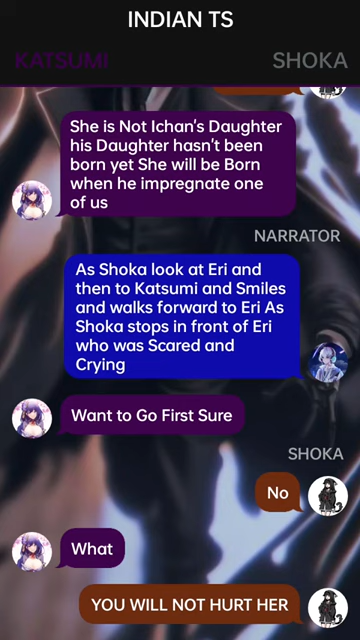 INDIAN TS
KATSUMI
SHOKA
She is Not Ichan's Daughter
his Daughter hasn't been
born yet She will be Born
when he impregnate one
of us
NARRATOR
As Shoka look at Eri and
then to Katsumi and Smiles
and walks forward to Eri As
Shoka stops in front of Eri
who was Scared and
Crying
Want to Go First Sure
SHOKA
No
What
YOU WILL NOT HURT HER